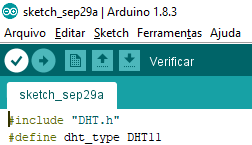 sketch_sep29a | Arduino 1.8.3
Arquivo Editar Sketch Ferramentas Ajuda
Verificar
sketch_sep29a
#include "DHT.h"
#define dht_type DHT11